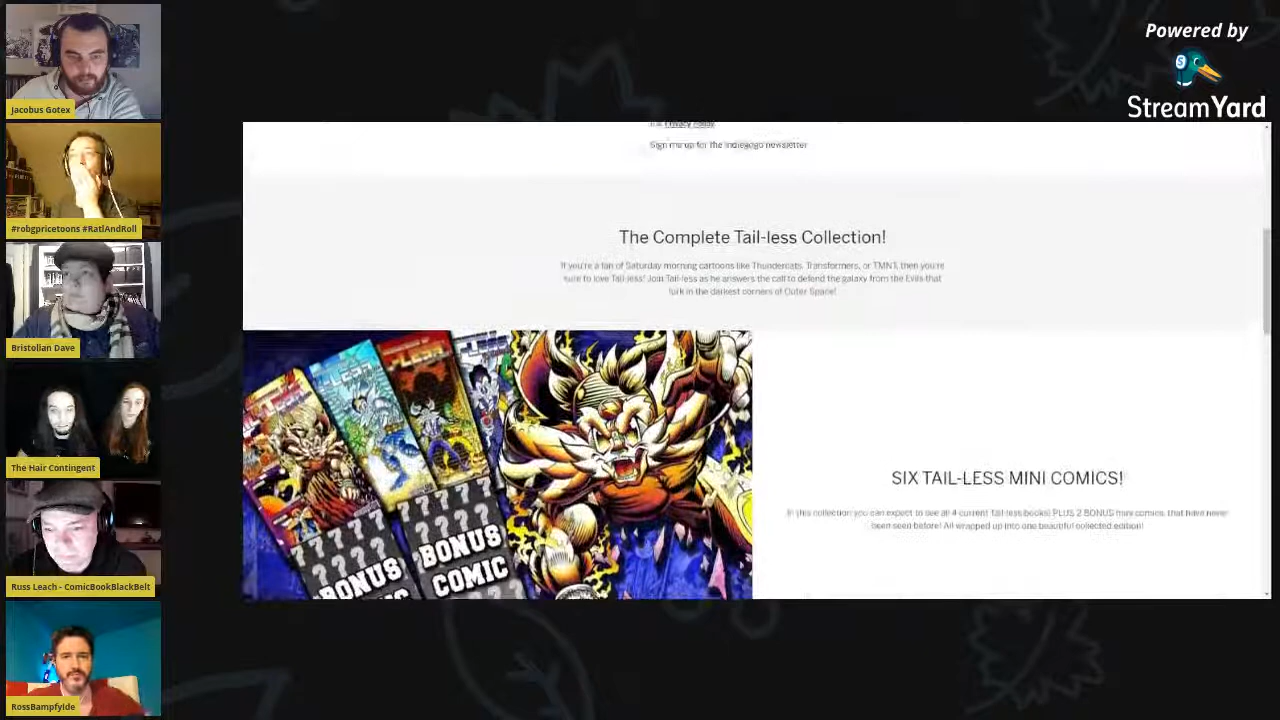 Jacobus Gotex
#robgpricetoons #RatlAndRoll
Bristolian Dave
The Hair Contingent
Russ Leach - ComicBookBlackBelt
RossBampfylde
Powered by
StreamYard
Privacy Policy
Sign me up for the Indiegogo newsletter
The Complete Tail-less Collection!
If you're a fan of Saturday morning cartoons like Thundercats, Transformers, or TMNT, then you're
sure to love Tail-less! Join Tail-less as he answers the call to defend the galaxy from the Evils that
lurk in the darkest corners of Outer Space!
BONUS
BONUS
COMIC
SIX TAIL-LESS MINI COMICS!
In this collection you can expect to see all 4 current Tail-less books! PLUS 2 BONUS mini comics, that have never
been seen before! All wrapped up into one beautiful collected edition!